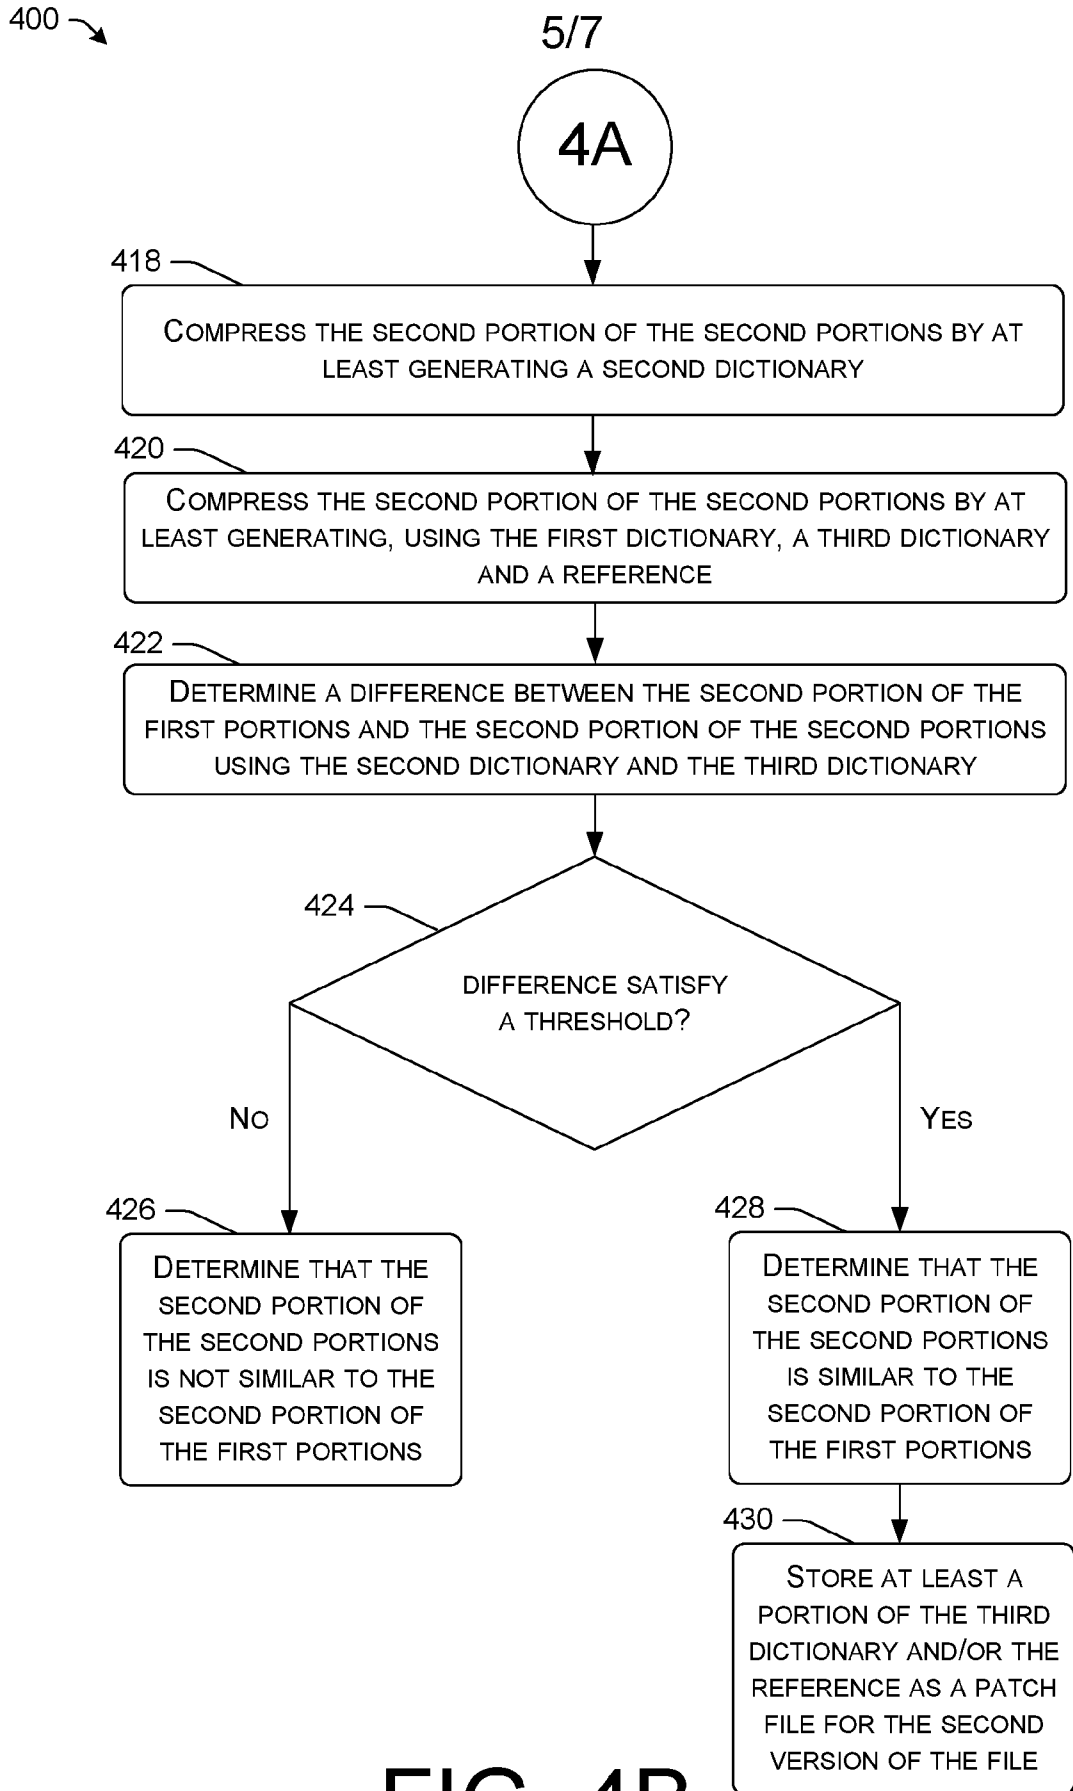 400
5/7
4A
418
COMPRESS THE SECOND PORTION OF THE SECOND PORTIONS BY AT
LEAST GENERATING A SECOND DICTIONARY
420
COMPRESS THE SECOND PORTION OF THE SECOND PORTIONS BY AT
LEAST GENERATING, USING THE FIRST DICTIONARY, A THIRD DICTIONARY
AND A REFERENCE
422
DETERMINE A DIFFERENCE BETWEEN THE SECOND PORTION OF THE
FIRST PORTIONS AND THE SECOND PORTION OF THE SECOND PORTIONS
USING THE SECOND DICTIONARY AND THE THIRD DICTIONARY
424
DIFFERENCE SATISFY
A THRESHOLD?
NO
YES
426
DETERMINE THAT THE
SECOND PORTION OF
THE SECOND PORTIONS
IS NOT SIMILAR TO THE
SECOND PORTION OF
THE FIRST PORTIONS
428
DETERMINE THAT THE
SECOND PORTION OF
THE SECOND PORTIONS
IS SIMILAR TO THE
SECOND PORTION OF
THE FIRST PORTIONS
430
STORE AT LEAST A
PORTION OF THE THIRD
DICTIONARY AND/OR THE
REFERENCE AS A PATCH
FILE FOR THE SECOND
VERSION OF THE FILE
FIG. 4B